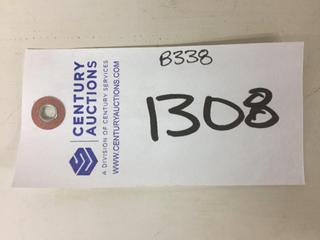 CENTURY
AUCTIONS
A DIVISION OF CENTURY SERVICES
WWW.CENTURYAUCTIONS.COM
B338
1308